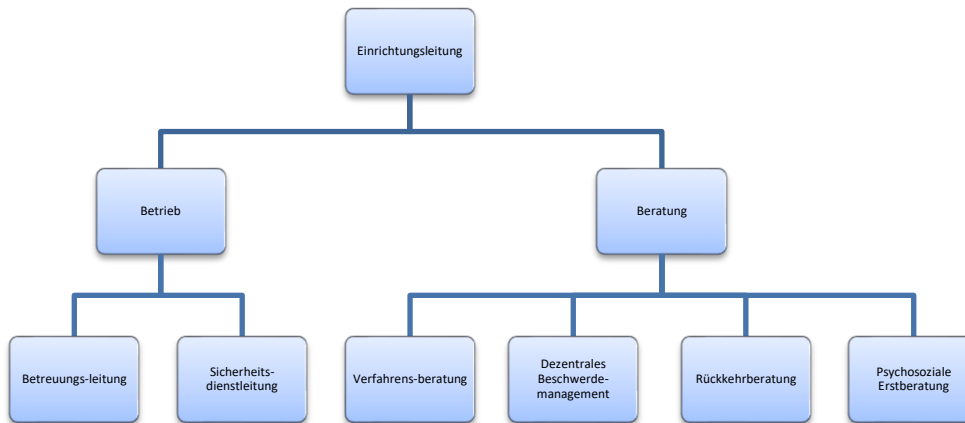 Einrichtungsleitung
Betrieb
Beratung
Betreuungs-leitung
Sicherheits-
dienstleitung
Verfahrens-beratung
Dezentrales
Beschwerde-
management
Rückkehrberatung
Psychosoziale
Erstberatung